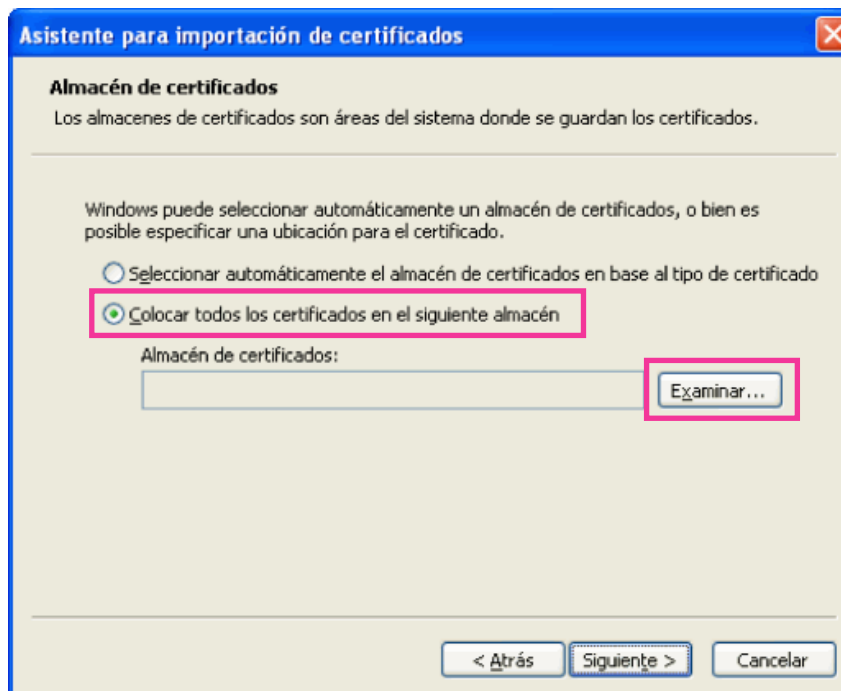 Asistente para importación de certificados
Almacén de certificados
Los almacenes de certificados son áreas del sistema donde se guardan los certificados.
Windows puede seleccionar automáticamente un almacén de certificados, o bien es
posible especificar una ubicación para el certificado.
Seleccionar automáticamente el almacén de certificados en base al tipo de certificado
Colocar todos los certificados en el siguiente almacén
Almacén de certificados:
Examinar...
< Atrás Siguiente > Cancelar